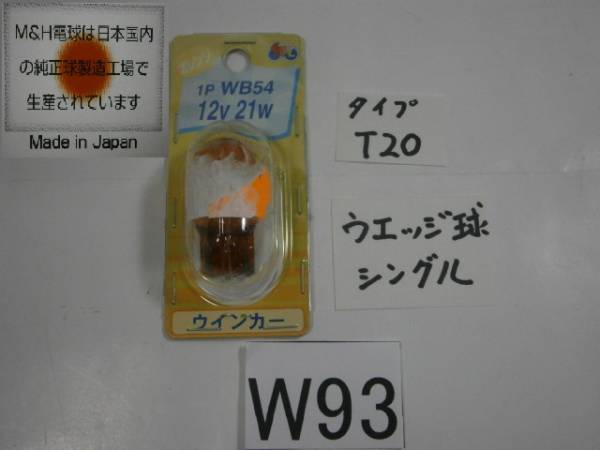 M&H電球は日本国内
の純正球製造工場で
生産されています
Made in Japan
1P WB54
12v 21w
ウインカー
タイプ
T20
ウエッジ球
シングル
W93